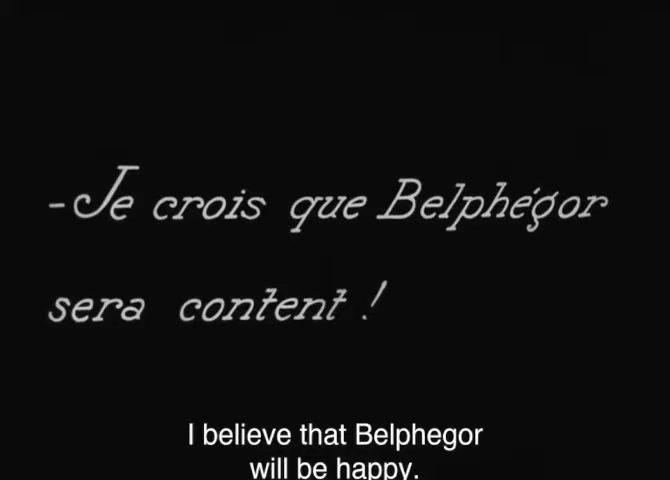 -Je crois que Belphégor
sera content !
I believe that Belphegor
will be happy.